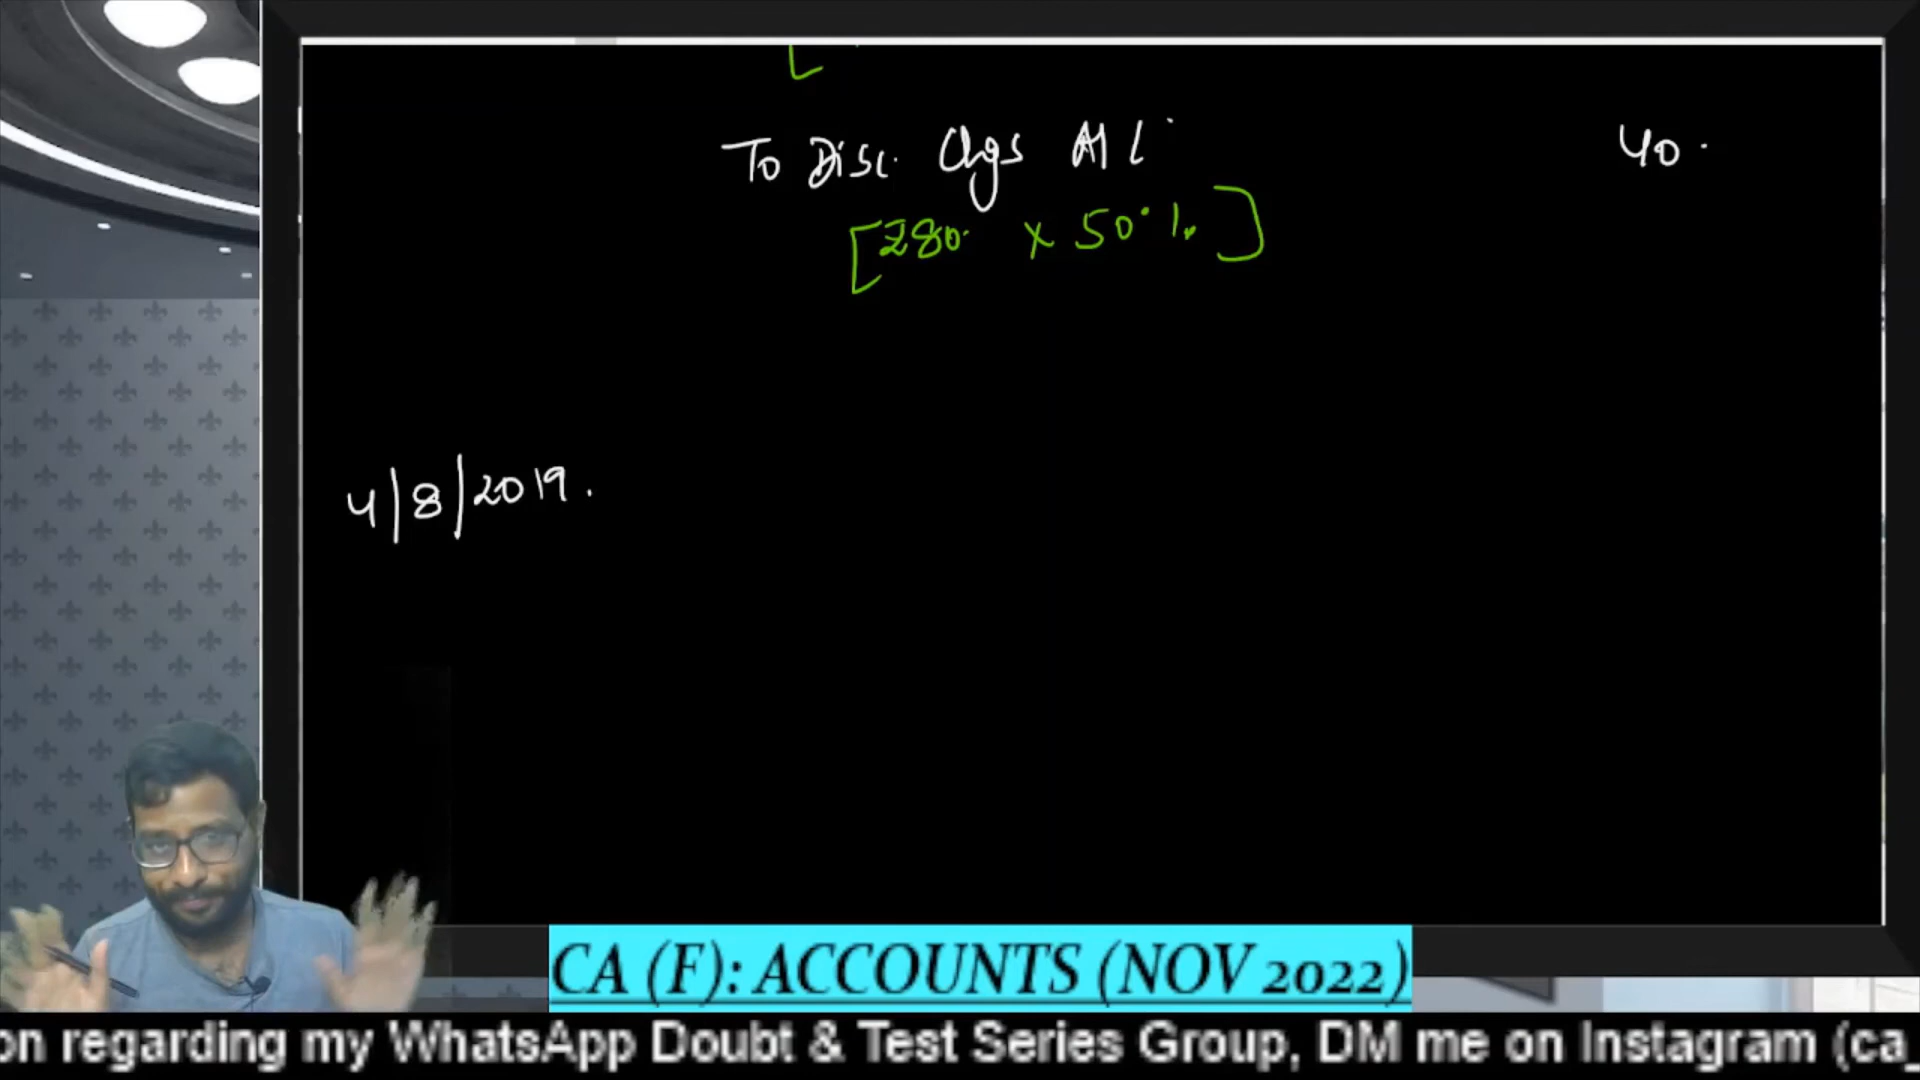 To Disc. Chgs A/c 40.
[₹80. x 50%]
4/8/2019.
CA (F): ACCOUNTS (NOV 2022)
on regarding my WhatsApp Doubt & Test Series Group, DM me on Instagram (ca_